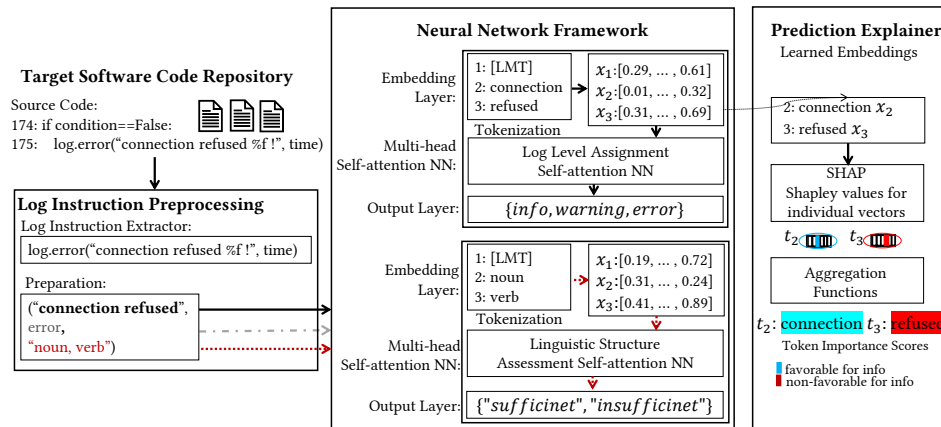 Target Software Code Repository
Source Code:
174: if condition==False:
175: log.error(“connection refused %f !”, time)
Log Instruction Preprocessing
Log Instruction Extractor:
log.error(“connection refused %f !”, time)
Preparation:
(“connection refused”,
error,
“noun, verb”)
Neural Network Framework
Embedding
Layer:
1: [LMT]
2: connection
3: refused
x₁:[0.29, … , 0.61]
x₂:[0.01, … , 0.32]
x₃:[0.31, … , 0.69]
Tokenization
Multi-head
Self-attention NN:
Log Level Assignment
Self-attention NN
Output Layer:
{info, warning, error}
Embedding
Layer:
1: [LMT]
2: noun
3: verb
x₁:[0.19, … , 0.72]
x₂:[0.31, … , 0.24]
x₃:[0.41, … , 0.89]
Tokenization
Multi-head
Self-attention NN:
Linguistic Structure
Assessment Self-attention NN
Output Layer:
{"sufficinet", "insufficinet"}
Prediction Explainer
Learned Embeddings
2: connection x₂
3: refused x₃
SHAP
Shapley values for
individual vectors
t₂ t₃
Aggregation
Functions
t₂: connection t₃: refused
Token Importance Scores
favorable for info
non-favorable for info